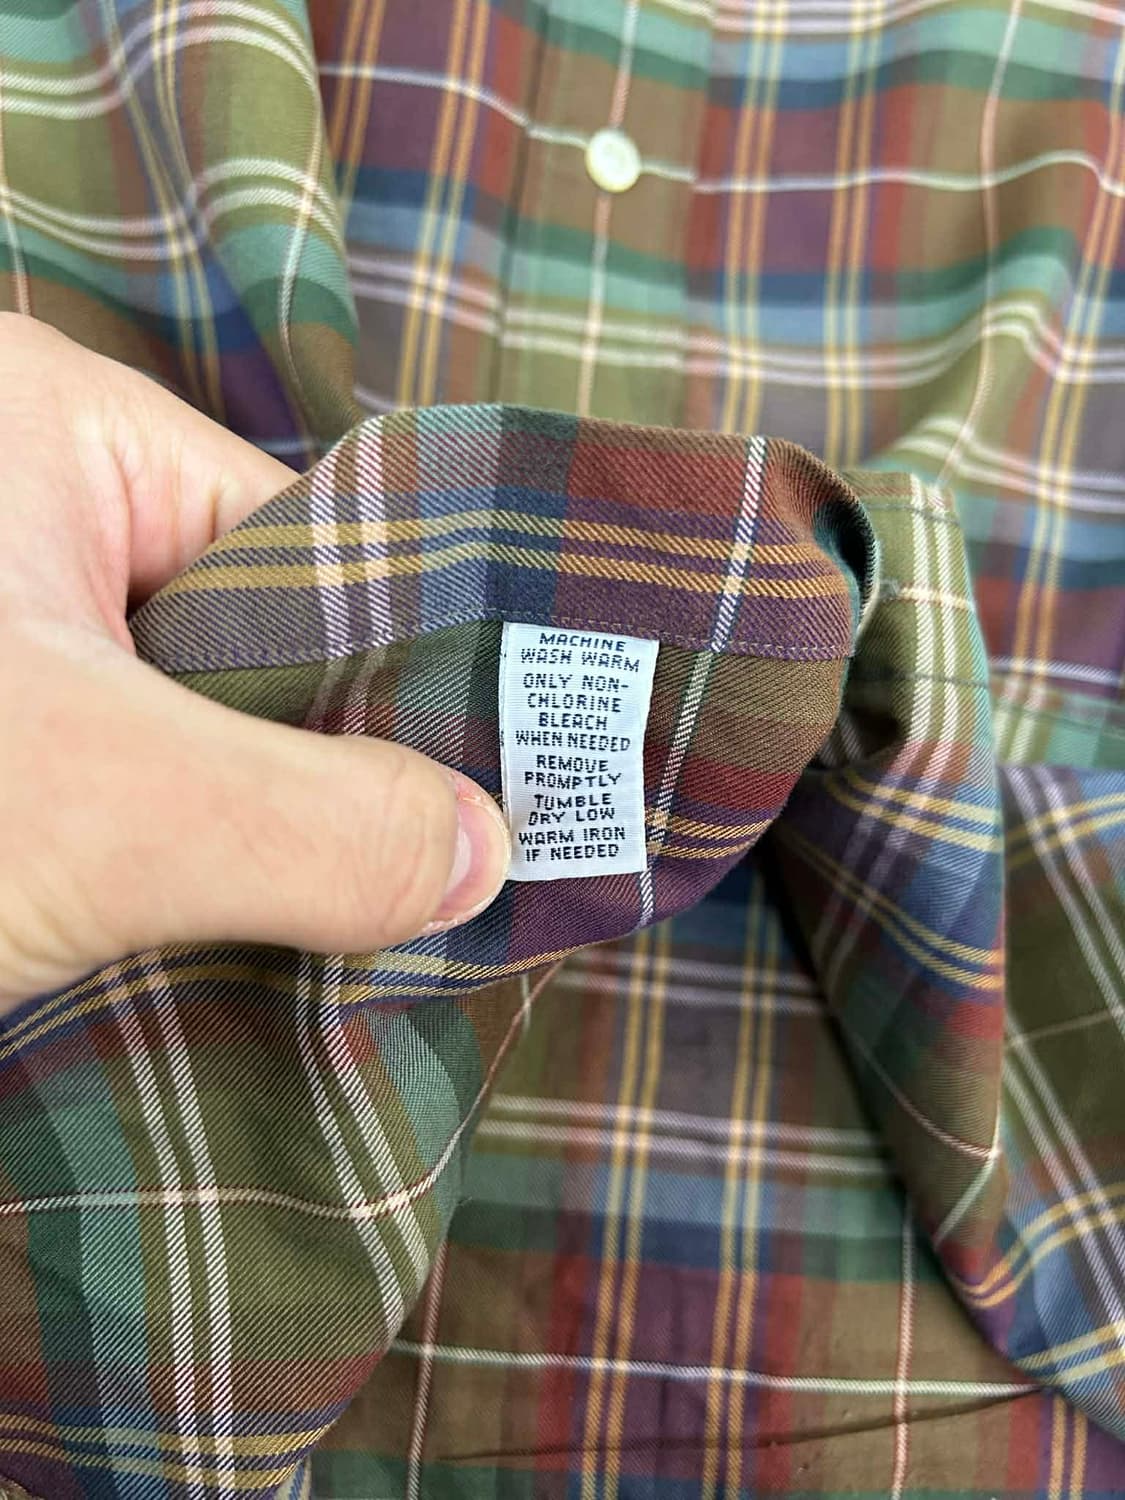 MACHINE
WASH WARM
ONLY NON-
CHLORINE
BLEACH
WHEN NEEDED
REMOVE
PROMPTLY
TUMBLE
DRY LOW
WARM IRON
IF NEEDED